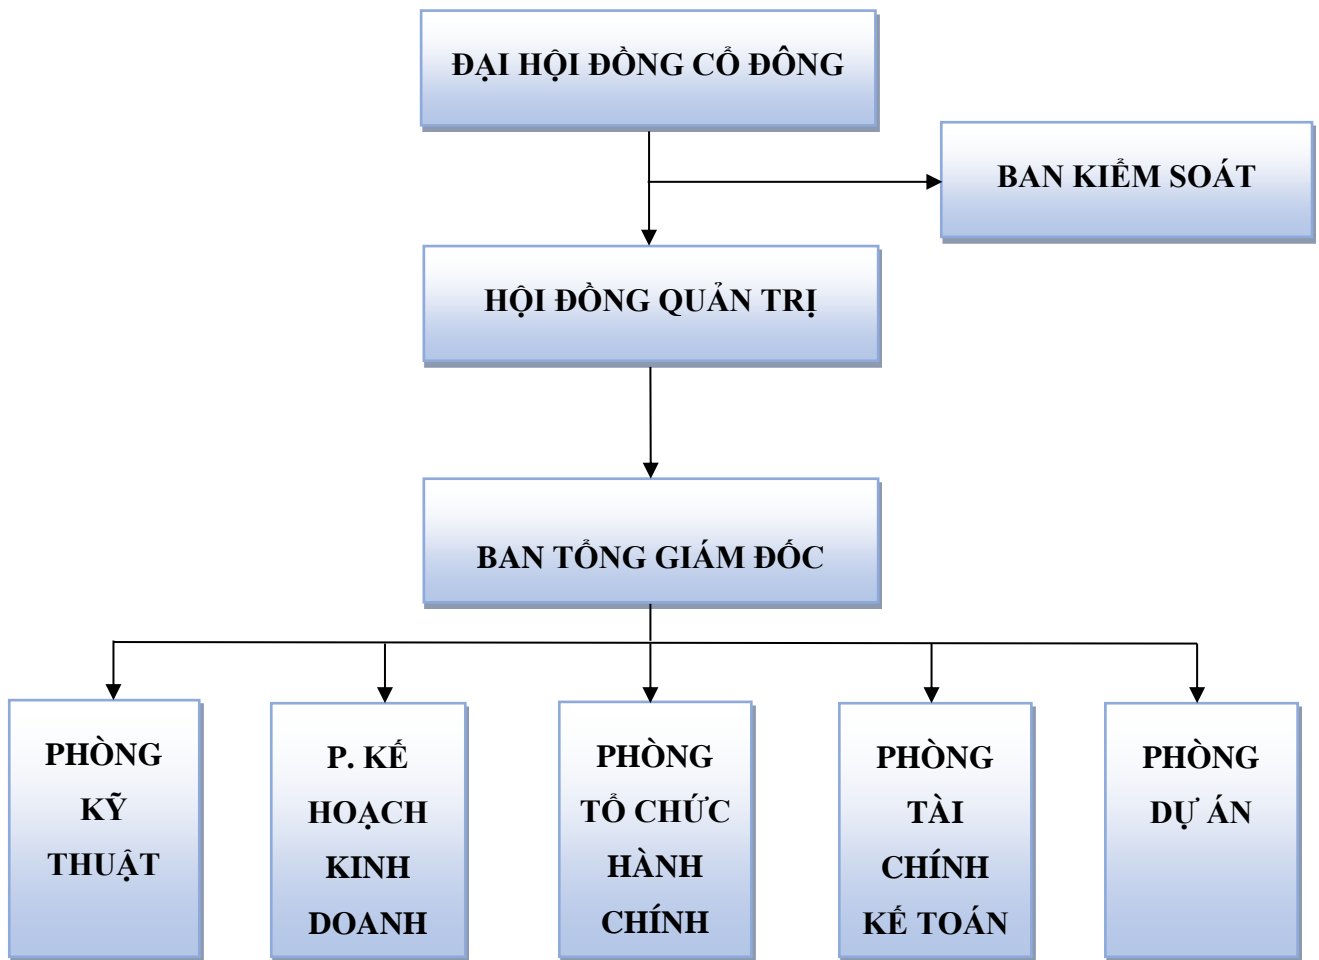 ĐẠI HỘI ĐỒNG CỔ ĐÔNG
BAN KIỂM SOÁT
HỘI ĐỒNG QUẢN TRỊ
BAN TỔNG GIÁM ĐỐC
PHÒNG
KỸ
THUẬT
P. KẾ
HOẠCH
KINH
DOANH
PHÒNG
TỔ CHỨC
HÀNH
CHÍNH
PHÒNG
TÀI
CHÍNH
KẾ TOÁN
PHÒNG
DỰ ÁN